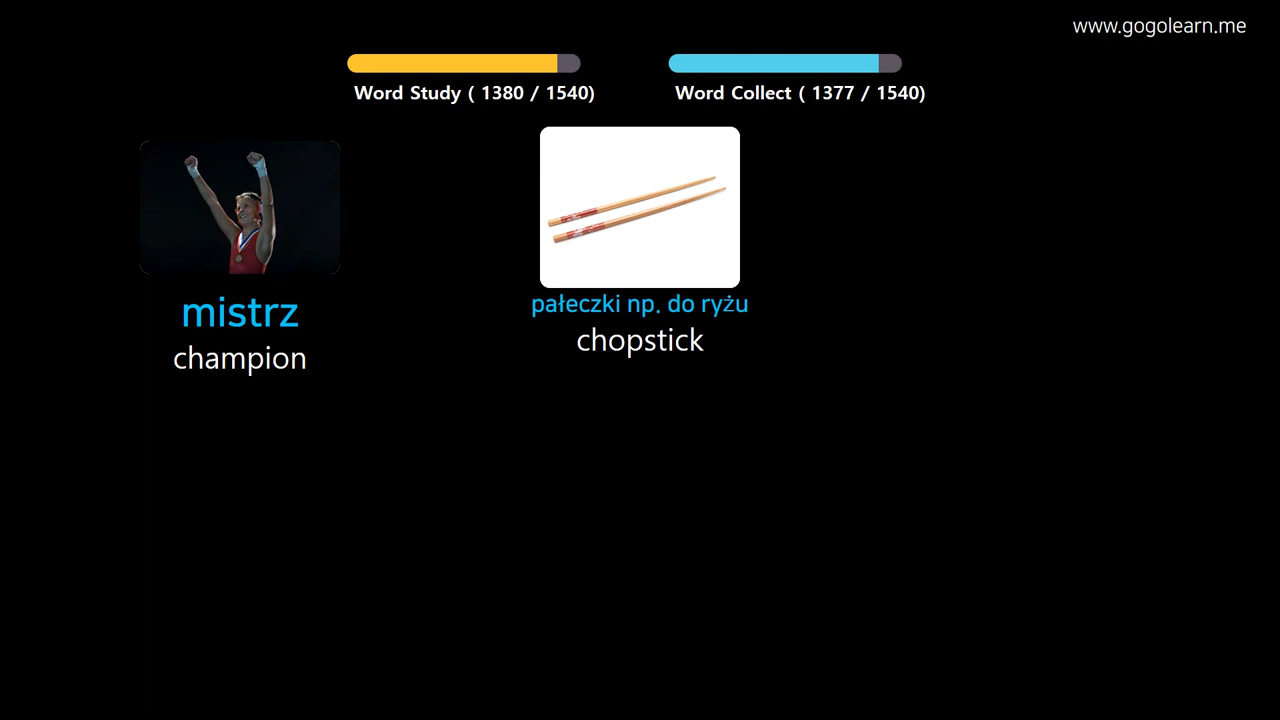 www.gogolearn.me
Word Study ( 1380 / 1540)
Word Collect ( 1377 / 1540)
mistrz
champion
pałeczki np. do ryżu
chopstick